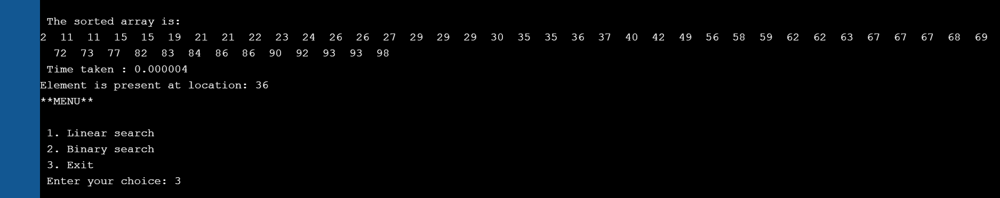 The sorted array is:
2 11 11 15 15 19 21 21 22 23 24 26 26 27 29 29 29 30 35 35 36 37 40 42 49 56 58 59 62 62 63 67 67 67 68 69
72 73 77 82 83 84 86 86 90 92 93 93 98
Time taken : 0.000004
Element is present at location: 36
**MENU**
1. Linear search
2. Binary search
3. Exit
Enter your choice: 3